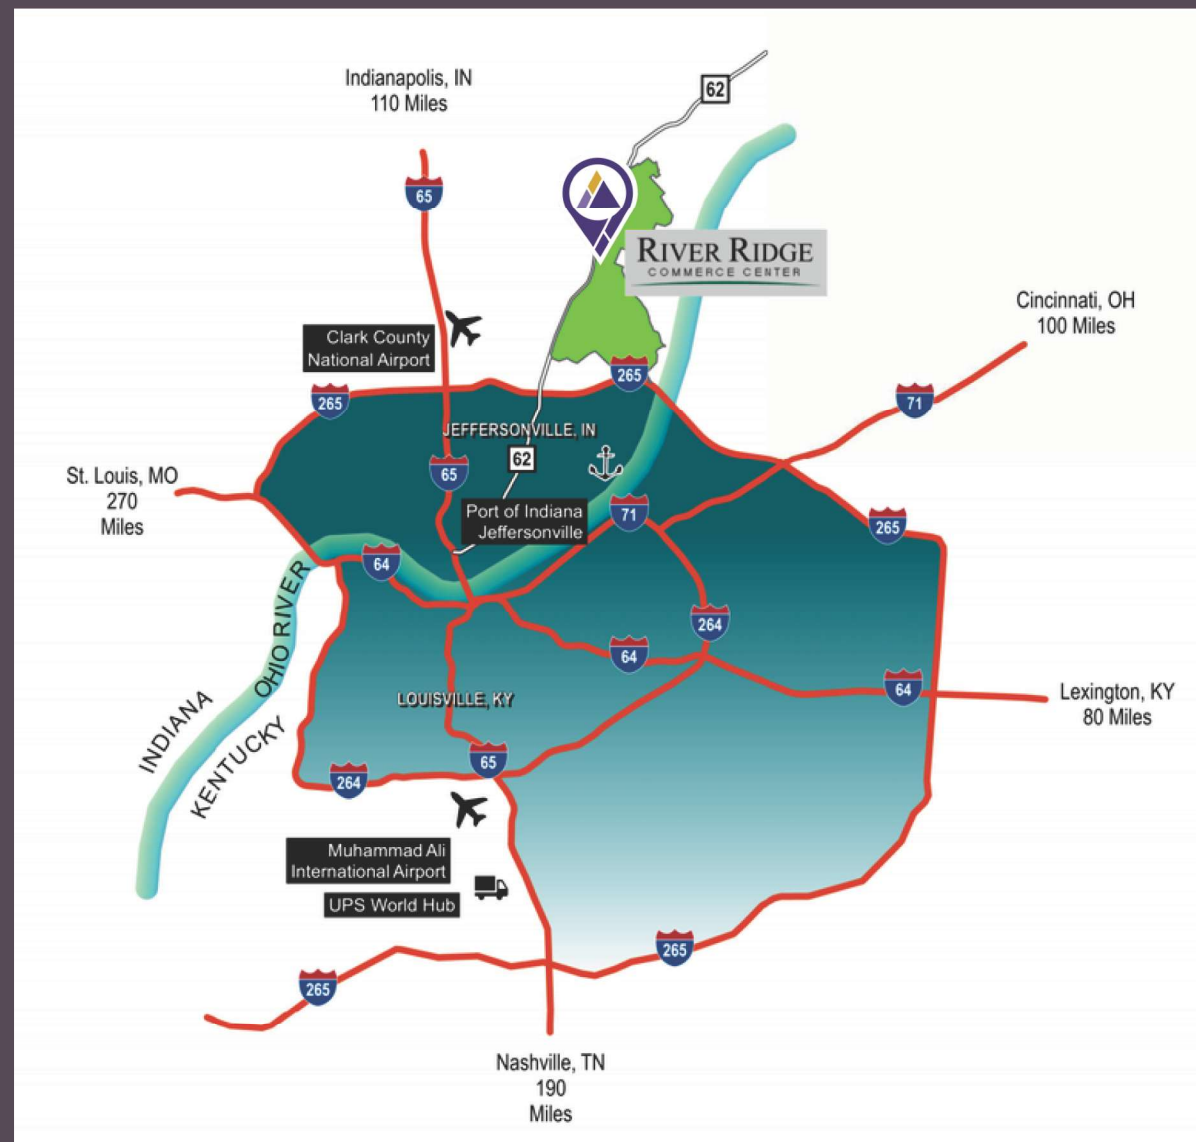 Indianapolis, IN
110 Miles
62
65
RIVER RIDGE
COMMERCE CENTER
Cincinnati, OH
100 Miles
Clark County
National Airport
265
265
71
JEFFERSONVILLE, IN
62
65
St. Louis, MO
270
Miles
Port of Indiana
Jeffersonville
71
265
64
OHIO RIVER
264
64
64
INDIANA
KENTUCKY
LOUISVILLE, KY
Lexington, KY
80 Miles
65
264
Muhammad Ali
International Airport
UPS World Hub
265
265
Nashville, TN
190
Miles